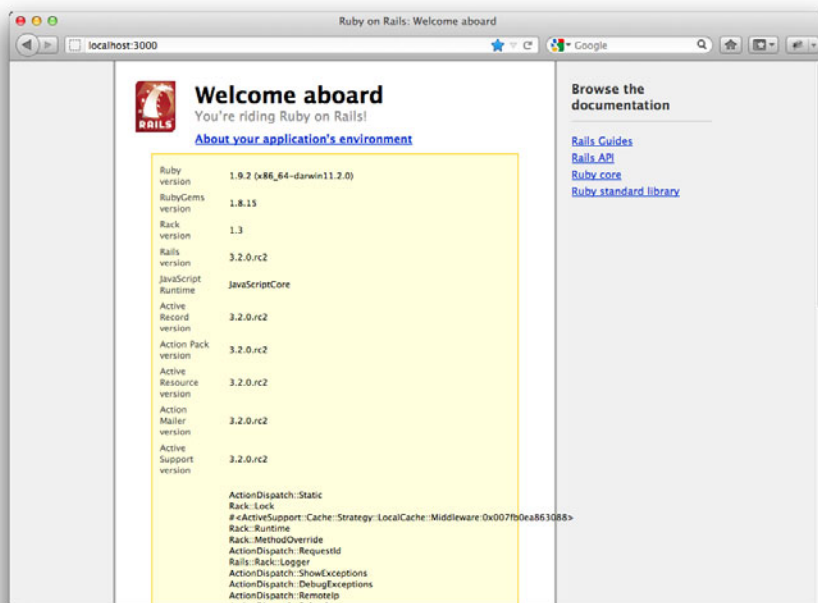 Ruby on Rails: Welcome aboard
localhost:3000
Google
RAILS
Welcome aboard
You're riding Ruby on Rails!
About your application's environment
Ruby
version
1.9.2 (x86_64-darwin11.2.0)
RubyGems
version
1.8.15
Rack
version
1.3
Rails
version
3.2.0.rc2
JavaScript
Runtime
JavaScriptCore
Active
Record
version
3.2.0.rc2
Action Pack
version
3.2.0.rc2
Active
Resource
version
3.2.0.rc2
Action
Mailer
version
3.2.0.rc2
Active
Support
version
3.2.0.rc2
ActionDispatch::Static
Rack::Lock
#<ActiveSupport::Cache::Strategy::LocalCache::Middleware:0x007fb0ea863088>
Rack::Runtime
Rack::MethodOverride
ActionDispatch::RequestId
Rails::Rack::Logger
ActionDispatch::ShowExceptions
ActionDispatch::DebugExceptions
ActionDispatch::RemoteIp
Browse the
documentation
Rails Guides
Rails API
Ruby core
Ruby standard library